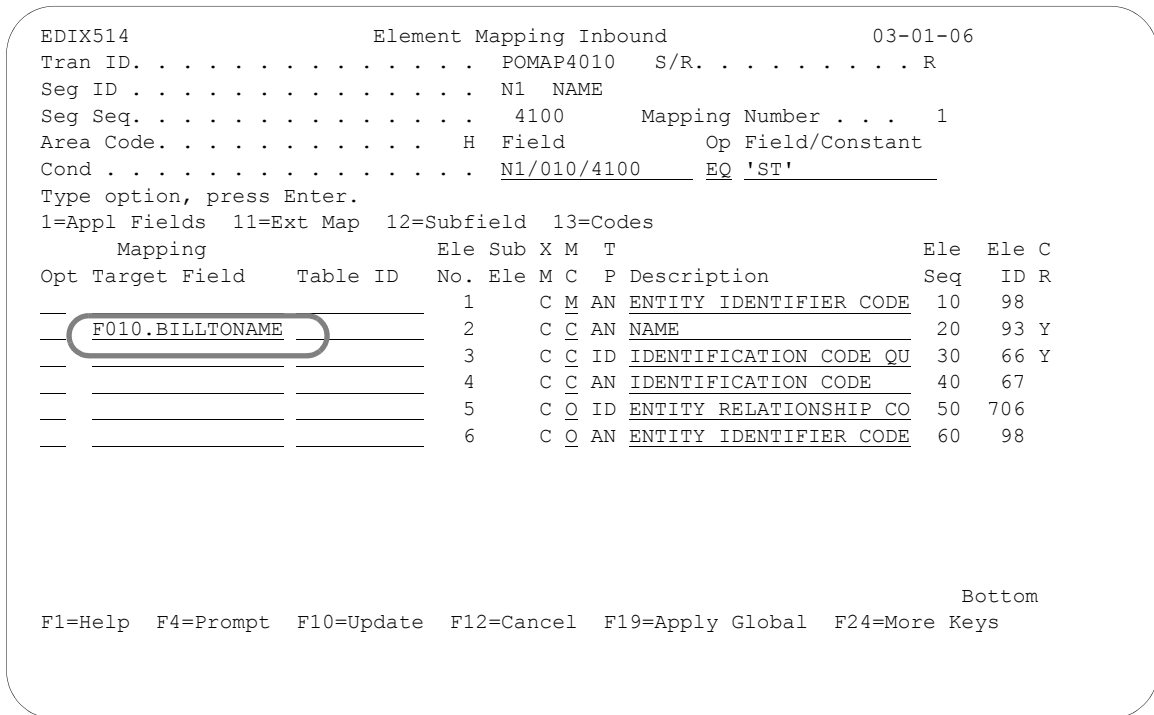 EDIX514 Element Mapping Inbound 03-01-06
Tran ID. . . . . . . . . . . . . . POMAP4010 S/R. . . . . . . . . R
Seg ID . . . . . . . . . . . . . . N1 NAME
Seg Seq. . . . . . . . . . . . . . 4100 Mapping Number . . . 1
Area Code. . . . . . . . . . . H Field Op Field/Constant
Cond . . . . . . . . . . . . . . . N1/010/4100 EQ 'ST'
Type option, press Enter.
1=Appl Fields 11=Ext Map 12=Subfield 13=Codes
Mapping Ele Sub X M T Ele Ele C
Opt Target Field Table ID No. Ele M C P Description Seq ID R
1 C M AN ENTITY IDENTIFIER CODE 10 98
F010.BILLTONAME 2 C C AN NAME 20 93 Y
3 C C ID IDENTIFICATION CODE QU 30 66 Y
4 C C AN IDENTIFICATION CODE 40 67
5 C O ID ENTITY RELATIONSHIP CO 50 706
6 C O AN ENTITY IDENTIFIER CODE 60 98
Bottom
F1=Help F4=Prompt F10=Update F12=Cancel F19=Apply Global F24=More Keys